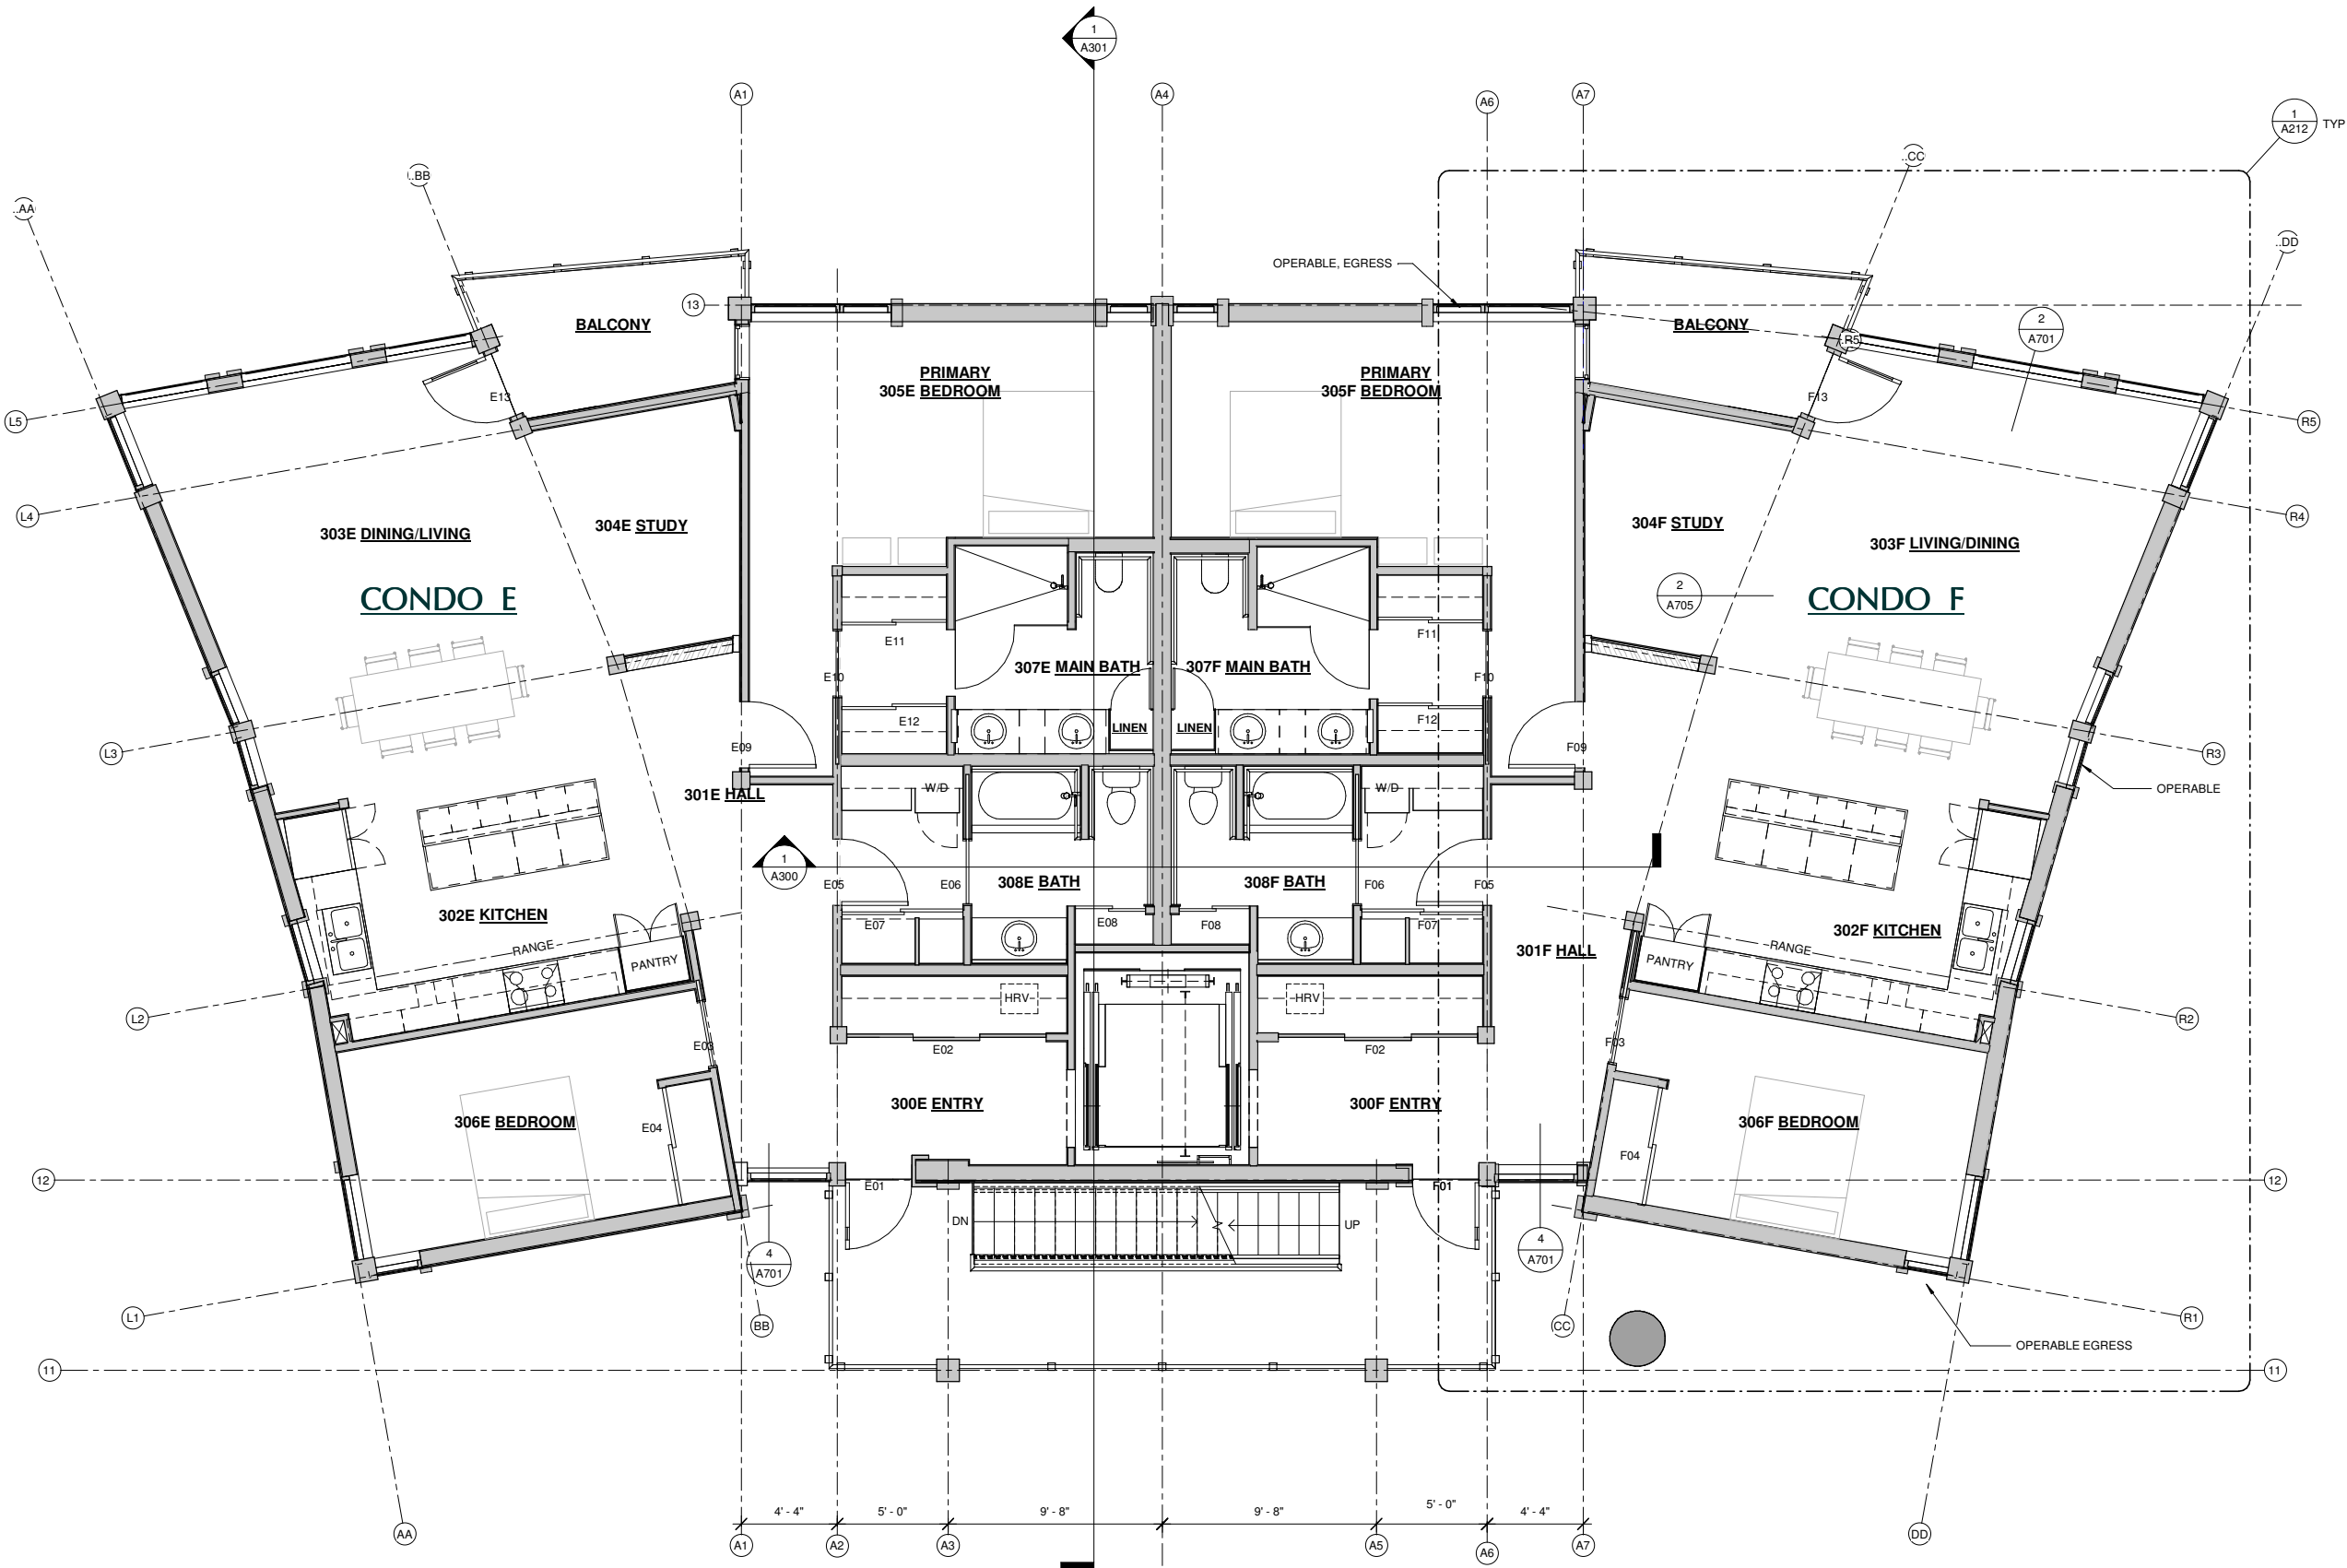 1
A301
A1
A4
A6
A7
1
A212
TYP
..AA
..BB
..CC
..DD
OPERABLE, EGRESS
13
BALCONY
BALCONY
2
A701
..R5
PRIMARY
305E BEDROOM
PRIMARY
305F BEDROOM
E13
F13
L5
R5
L4
R4
303E DINING/LIVING
304E STUDY
304F STUDY
303F LIVING/DINING
CONDO E
2
A705
CONDO F
E11
F11
307E MAIN BATH
307F MAIN BATH
E10
F10
E12
LINEN
LINEN
F12
L3
E09
F09
R3
OPERABLE
301E HALL
W/D
W/D
1
A300
E05
E06
308E BATH
308F BATH
F06
F05
302E KITCHEN
RANGE
PANTRY
E07
E08
F08
F07
301F HALL
302F KITCHEN
RANGE
PANTRY
HRV
HRV
L2
R2
E03
E02
F02
F03
300E ENTRY
300F ENTRY
306E BEDROOM
E04
306F BEDROOM
F04
12
12
E01
F01
DN
UP
4
A701
4
A701
L1
BB
CC
R1
OPERABLE EGRESS
11
11
4' - 4"
5' - 0"
9' - 8"
9' - 8"
5' - 0"
4' - 4"
AA
A1
A2
A3
A5
A6
A7
DD